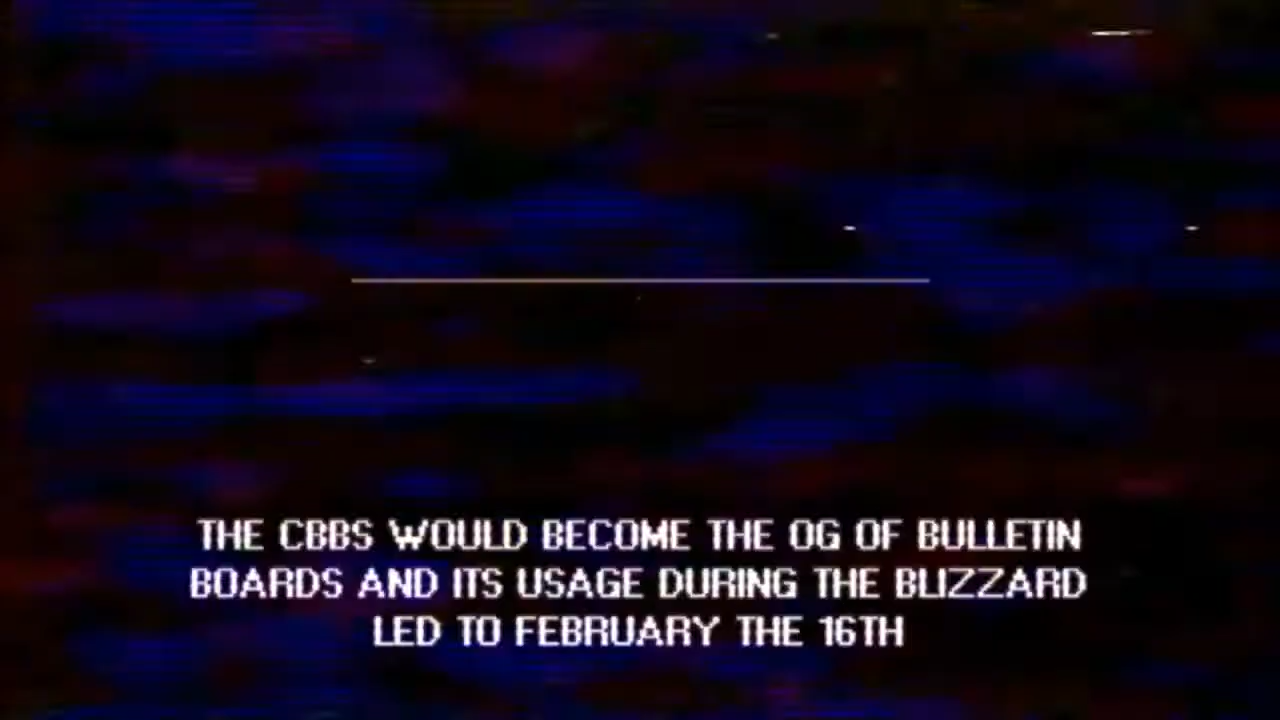 THE CBBS WOULD BECOME THE OG OF BULLETIN
BOARDS AND ITS USAGE DURING THE BLIZZARD
LED TO FEBRUARY THE 16TH